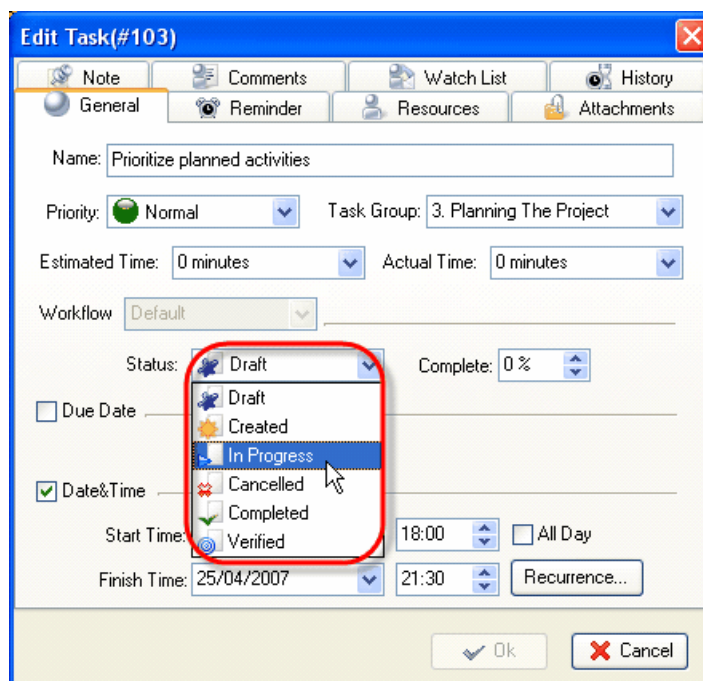 Edit Task(#103)
Note Comments Watch List History
General Reminder Resources Attachments
Name: Prioritize planned activities
Priority: Normal Task Group: 3. Planning The Project
Estimated Time: 0 minutes Actual Time: 0 minutes
Workflow Default
Status: Draft Complete: 0 %
Draft
Due Date
Created
In Progress
Cancelled
Date&Time
Completed
Start Time: 18:00 All Day
Verified
Finish Time: 25/04/2007 21:30 Recurrence...
Ok Cancel